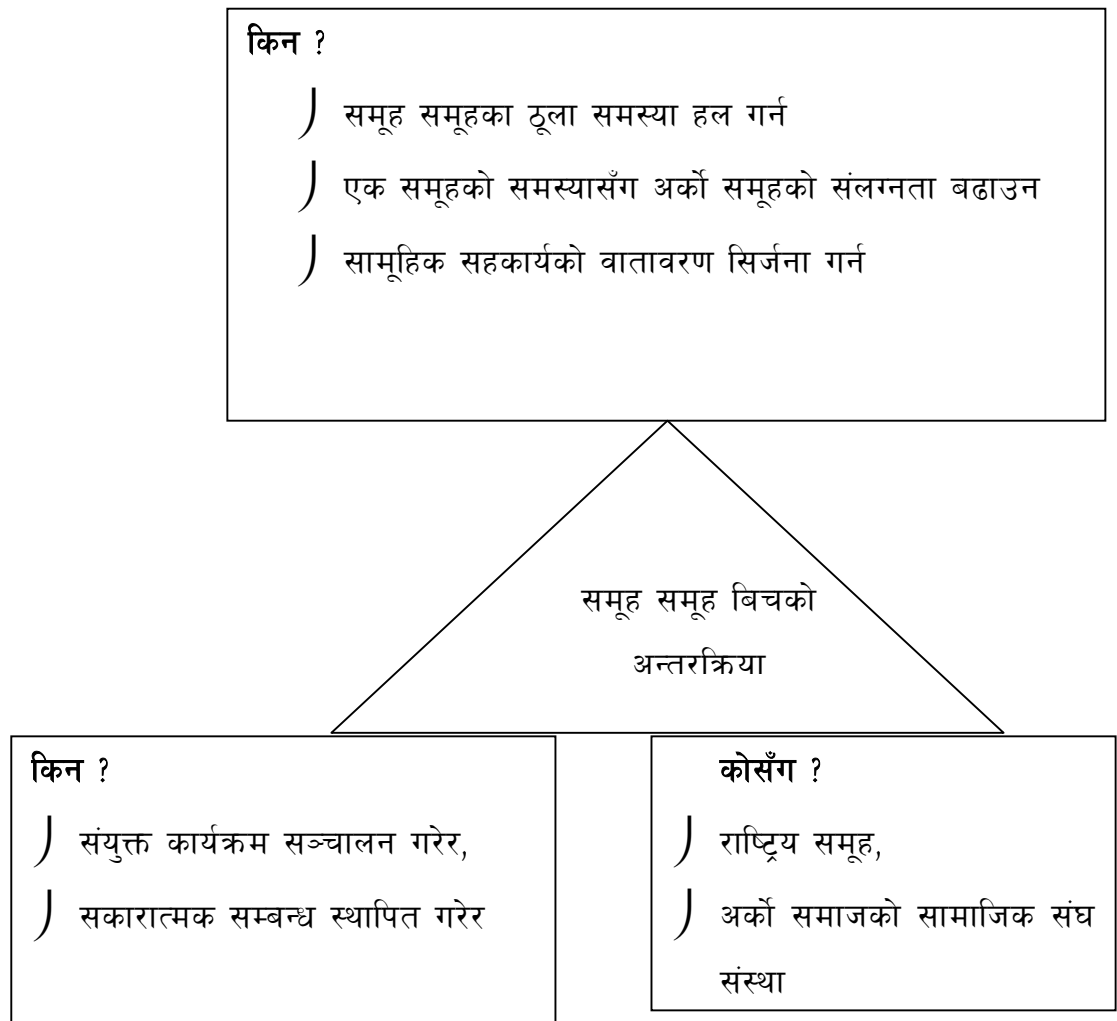 किन ?
समूह समूहका ठूला समस्या हल गर्न
एक समूहको समस्यासँग अर्को समूहको संलग्नता बढाउन
सामूहिक सहकार्यको वातावरण सिर्जना गर्न
समूह समूह बिचको
अन्तरक्रिया
किन ?
संयुक्त कार्यक्रम सञ्चालन गरेर,
सकारात्मक सम्बन्ध स्थापित गरेर
कोसँग ?
राष्ट्रिय समूह,
अर्को समाजको सामाजिक संघ
संस्था